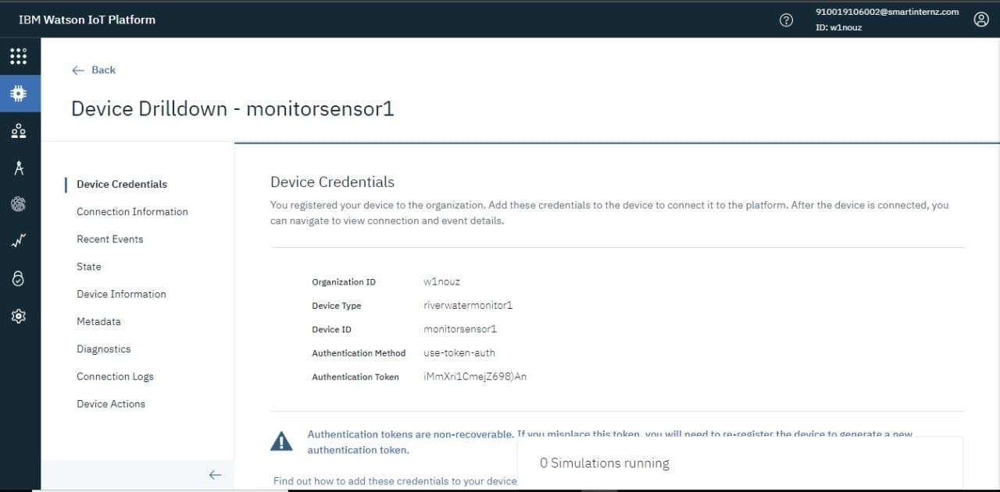 IBM Watson IoT Platform
910019106002@smartinternz.com
ID: w1nouz
Back
Device Drilldown - monitorsensor1
Device Credentials
Connection Information
Recent Events
State
Device Information
Metadata
Diagnostics
Connection Logs
Device Actions
Device Credentials
You registered your device to the organization. Add these credentials to the device to connect it to the platform. After the device is connected, you
can navigate to view connection and event details.
Organization ID w1nouz
Device Type riverwatermonitor1
Device ID monitorsensor1
Authentication Method use-token-auth
Authentication Token iMmXri1CmejZ698)An
Authentication tokens are non-recoverable. If you misplace this token, you will need to re-register the device to generate a new
authentication token.
0 Simulations running
Find out how to add these credentials to your device